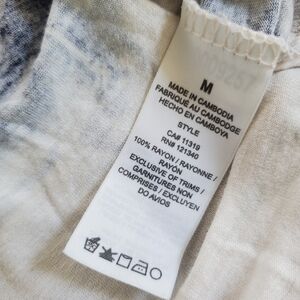 M
MADE IN CAMBODIA
FABRIQUÉ AU CAMBODGE
HECHO EN CAMBOYA
STYLE
CA# 11319
RN# 121340
100% RAYON / RAYONNE /
RAYÓN
EXCLUSIVE OF TRIMS /
GARNITURES NON
COMPRISES / EXCLUYEN
DO AVIOS